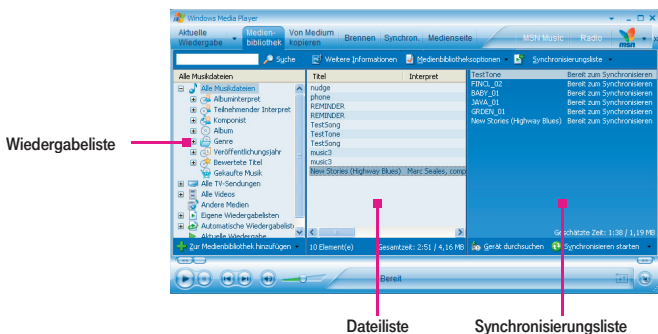 Windows Media Player
Aktuelle Wiedergabe
Medien-bibliothek
Von Medium kopieren
Brennen
Synchron.
Medienseite
MSN Music
Radio
msn
Suche
Weitere Informationen
Medienbibliotheksoptionen
Synchronisierungsliste
Alle Musikdateien
Alle Musikdateien
Albuminterpret
Teilnehmender Interpret
Komponist
Album
Genre
Veröffentlichungsjahr
Bewertete Titel
Gekaufte Musik
Alle TV-Sendungen
Alle Videos
Andere Medien
Eigene Wiedergabelisten
Automatische Wiedergabelist
Aktuelle Wiedergabe
Zur Medienbibliothek hinzufügen
Titel Interpret
nudge
phone
REMINDER
REMINDER
TestSong
TestTone
TestSong
music3
music3
New Stories (Highway Blues) Marc Seales, comp
10 Element(e) Gesamtzeit: 2:51 / 4,16 MB
TestTone Bereit zum Synchronisieren
FINCL_02 Bereit zum Synchronisieren
BABY_01 Bereit zum Synchronisieren
JAVA_01 Bereit zum Synchronisieren
GRDEN_01 Bereit zum Synchronisieren
New Stories (Highway Blues) Bereit zum Synchronisieren
Geschätzte Zeit: 1:38 / 1,19 MB
Gerät durchsuchen
Synchronisieren starten
Bereit
Wiedergabeliste
Dateiliste
Synchronisierungsliste